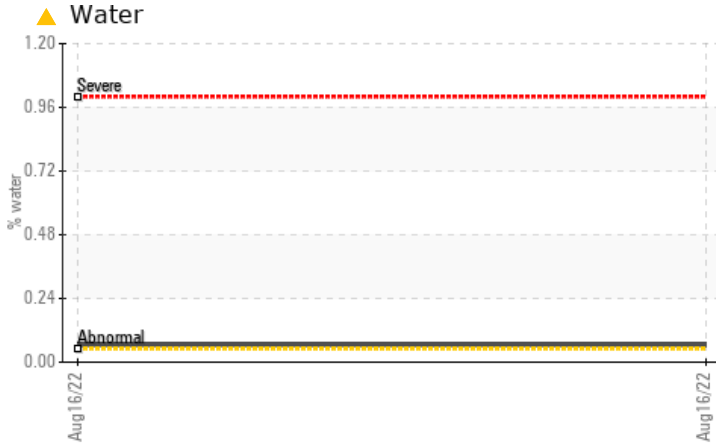 Water
1.20
Severe
0.96
0.72
% water
0.48
0.24
Abnormal
0.00
Aug16/22
Aug16/22